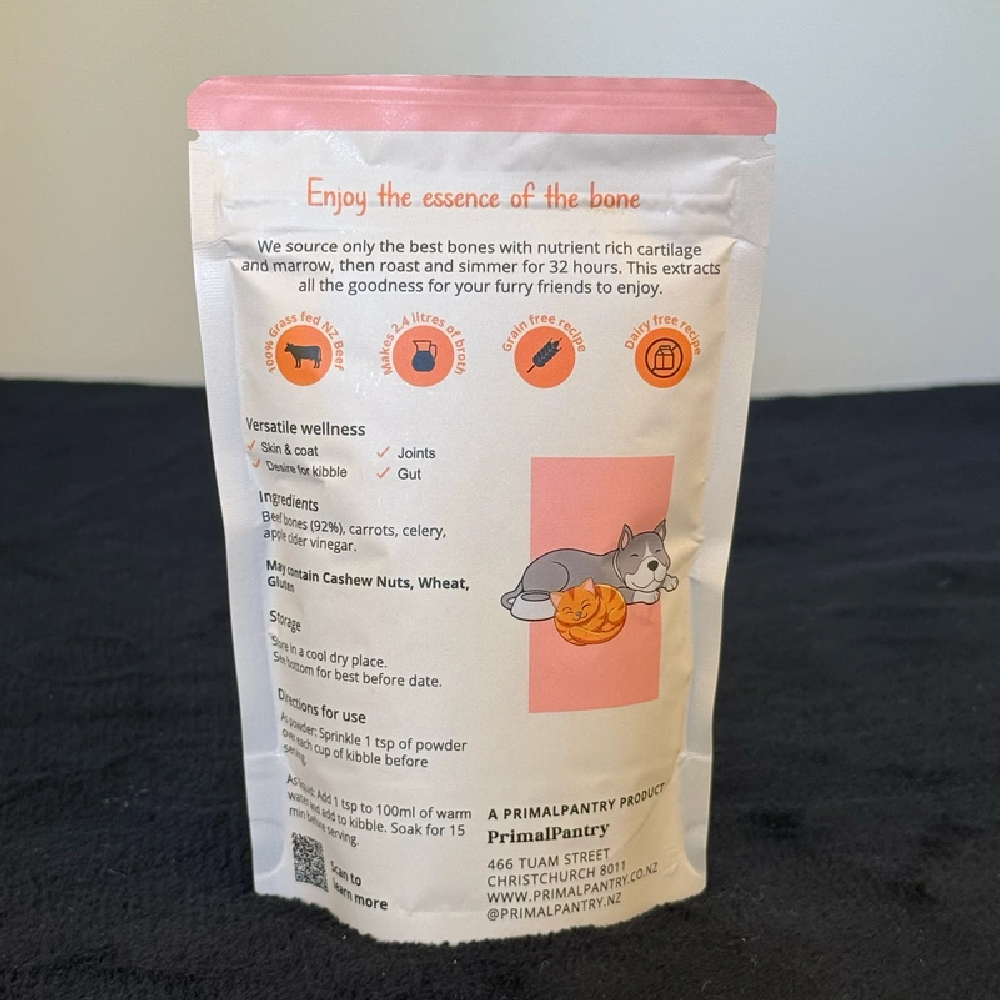 Enjoy the essence of the bone
We source only the best bones with nutrient rich cartilage
and marrow, then roast and simmer for 32 hours. This extracts
all the goodness for your furry friends to enjoy.
100% Grass fed NZ Beef
Makes 2.4 litres of broth
Grain free recipe
Dairy free recipe
Versatile wellness
Skin & coat
Joints
Desire for kibble
Gut
Ingredients
Beef bones (92%), carrots, celery,
apple cider vinegar.
May contain Cashew Nuts, Wheat,
Gluten
Storage
Store in a cool dry place.
See bottom for best before date.
Directions for use
As powder: Sprinkle 1 tsp of powder
over each cup of kibble before
serving.
As liquid: Add 1 tsp to 100ml of warm
water and add to kibble. Soak for 15
min before serving.
Scan to
learn more
A PRIMALPANTRY PRODUCT
PrimalPantry
466 TUAM STREET
CHRISTCHURCH 8011
WWW.PRIMALPANTRY.CO.NZ
@PRIMALPANTRY.NZ